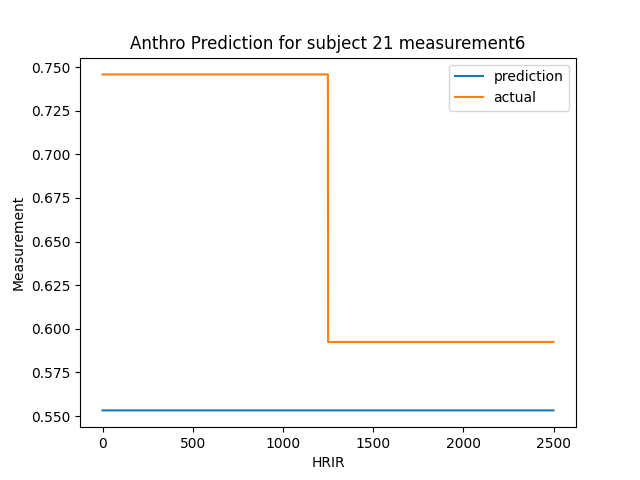 Anthro Prediction for subject 21 measurement6
prediction
actual
Measurement
0.750
0.725
0.700
0.675
0.650
0.625
0.600
0.575
0.550
0 500 1000 1500 2000 2500
HRIR